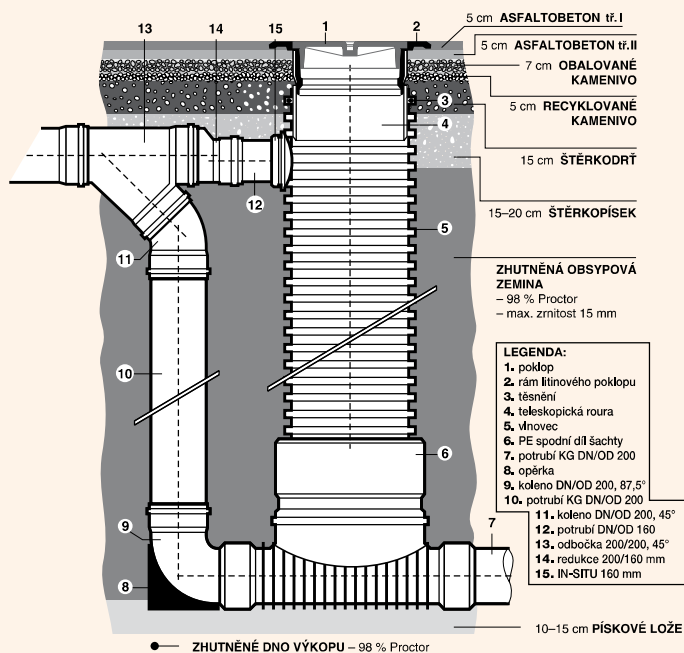 13
14
15
1
2
5 cm ASFALTOBETON tř. I
5 cm ASFALTOBETON tř. II
7 cm OBALOVANÉ
KAMENIVO
5 cm RECYKLOVANÉ
KAMENIVO
3
4
15 cm ŠTĚRKODRŤ
12
15–20 cm ŠTĚRKOPÍSEK
5
11
ZHUTNĚNÁ OBSYPOVÁ
ZEMINA
– 98 % Proctor
– max. zrnitost 15 mm
10
LEGENDA:
1. poklop
2. rám litinového poklopu
3. těsnění
4. teleskopická roura
5. vlnovec
6. PE spodní díl šachty
7. potrubí KG DN/OD 200
8. opěrka
9. koleno DN/OD 200, 87,5°
10. potrubí KG DN/OD 200
11. koleno DN/OD 200, 45°
12. potrubí DN/OD 160
13. odbočka 200/200, 45°
14. redukce 200/160 mm
15. IN-SITU 160 mm
6
9
7
8
10–15 cm PÍSKOVÉ LOŽE
ZHUTNĚNÉ DNO VÝKOPU – 98 % Proctor